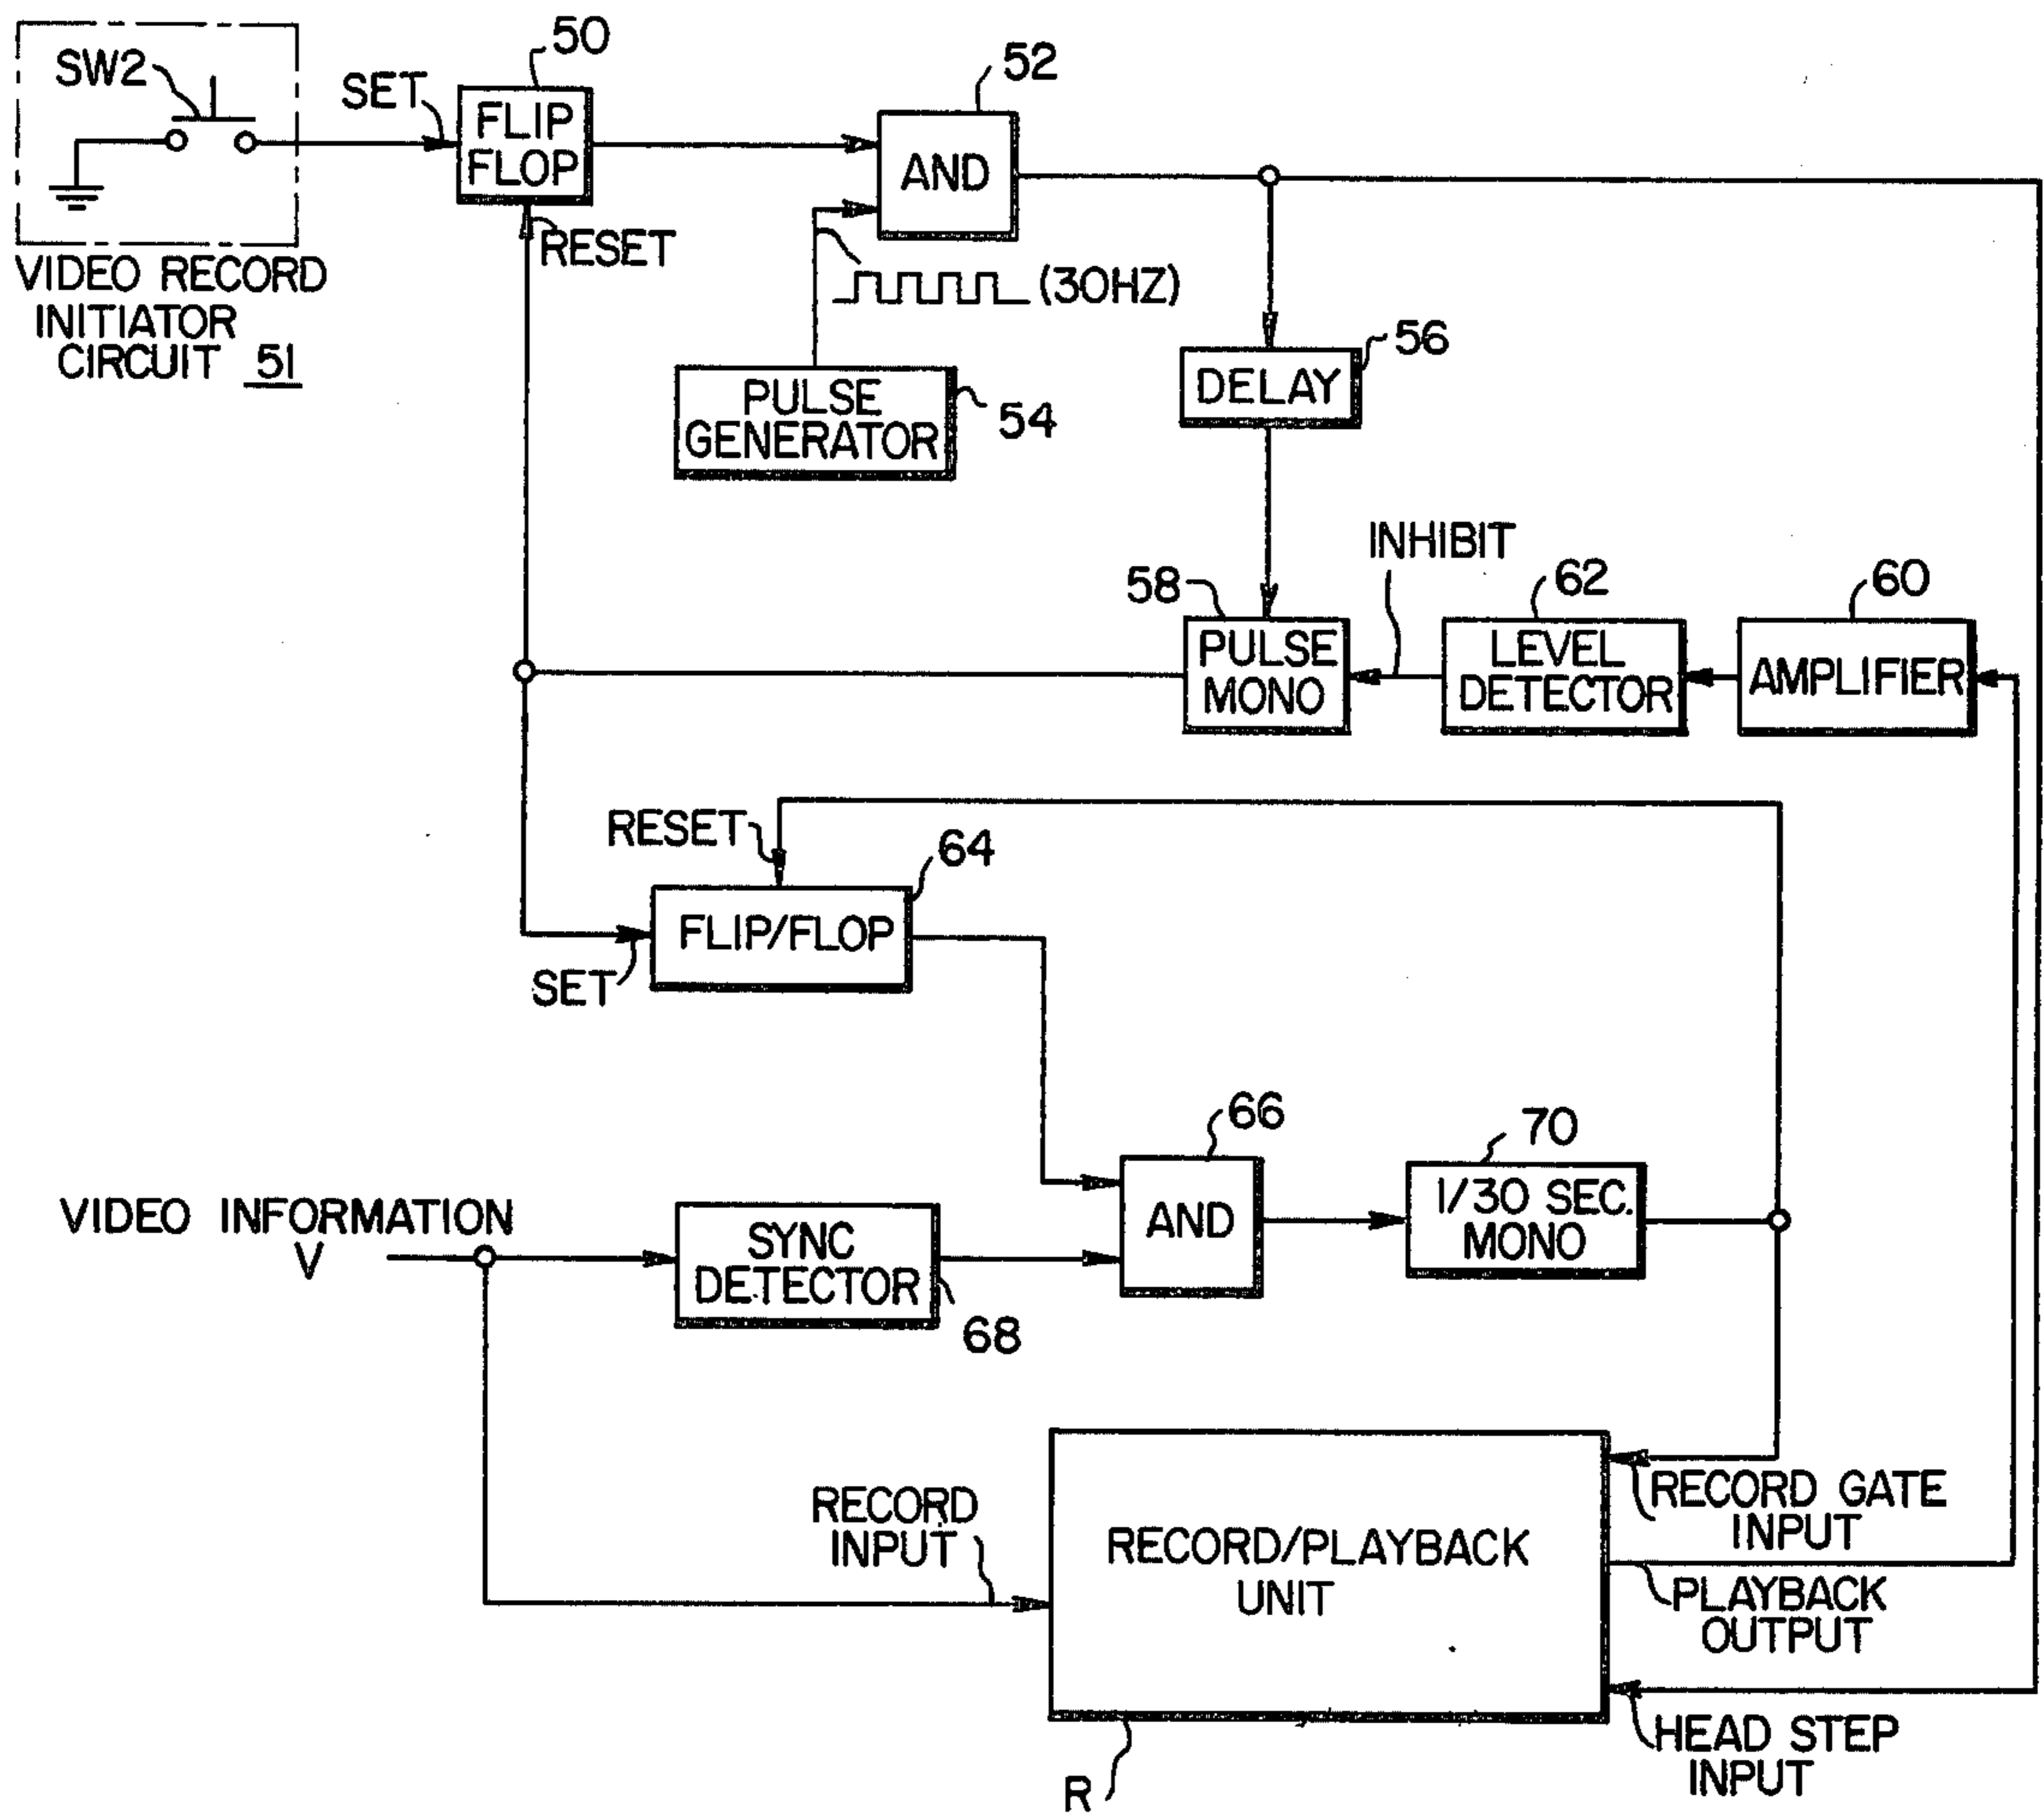 SW2
SET
50
FLIP
FLOP
RESET
VIDEO RECORD
INITIATOR
CIRCUIT 51
52
AND
(30HZ)
PULSE
GENERATOR
54
56
DELAY
INHIBIT
58
PULSE
MONO
62
LEVEL
DETECTOR
60
AMPLIFIER
RESET
64
FLIP/FLOP
SET
66
AND
70
1/30 SEC.
MONO
VIDEO INFORMATION
V
SYNC
DETECTOR
68
RECORD
INPUT
RECORD/PLAYBACK
UNIT
R
RECORD GATE
INPUT
PLAYBACK
OUTPUT
HEAD STEP
INPUT